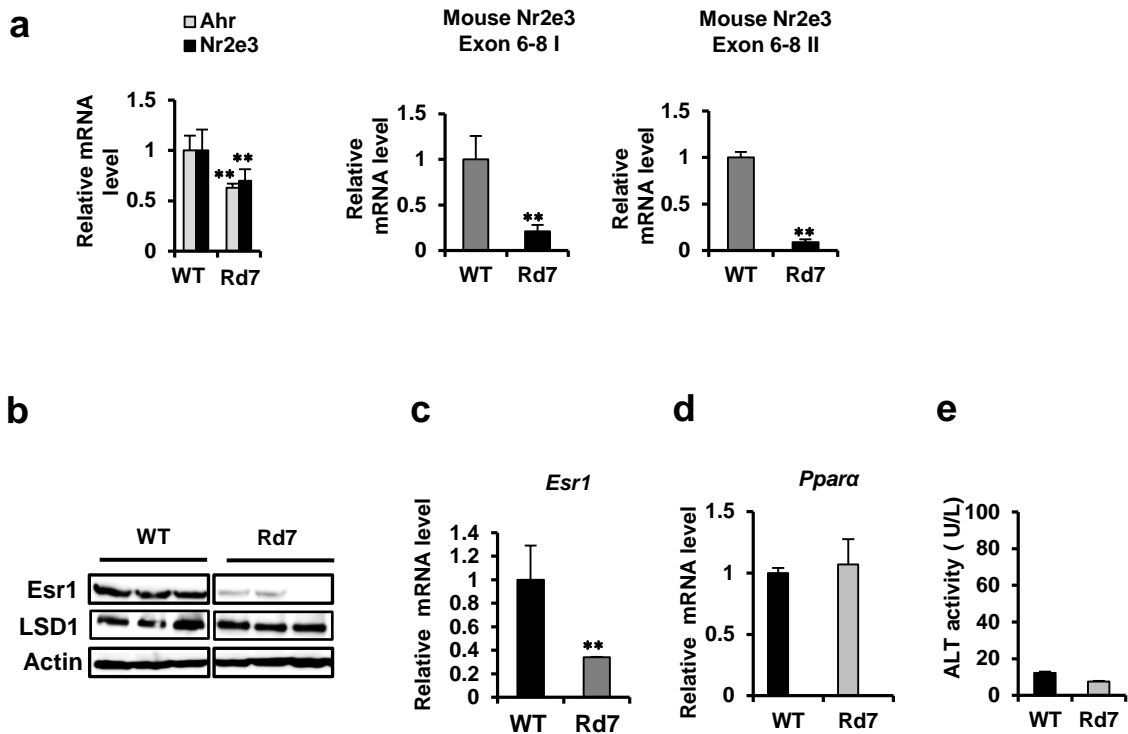 a
Ahr
Nr2e3
Relative mRNA
level
1.5
1
0.5
0
**
**
WT
Rd7
Mouse Nr2e3
Exon 6-8 I
Relative
mRNA level
1.5
1
0.5
0
**
WT
Rd7
Mouse Nr2e3
Exon 6-8 II
Relative
mRNA level
1.5
1
0.5
0
**
WT
Rd7
b
WT
Rd7
Esr1
LSD1
Actin
c
Esr1
Relative mRNA level
1.4
1.2
1
0.8
0.6
0.4
0.2
0
**
WT
Rd7
d
Pparα
Relative mRNA level
1.5
1
0.5
0
WT
Rd7
e
ALT activity ( U/L)
100
80
60
40
20
0
WT
Rd7